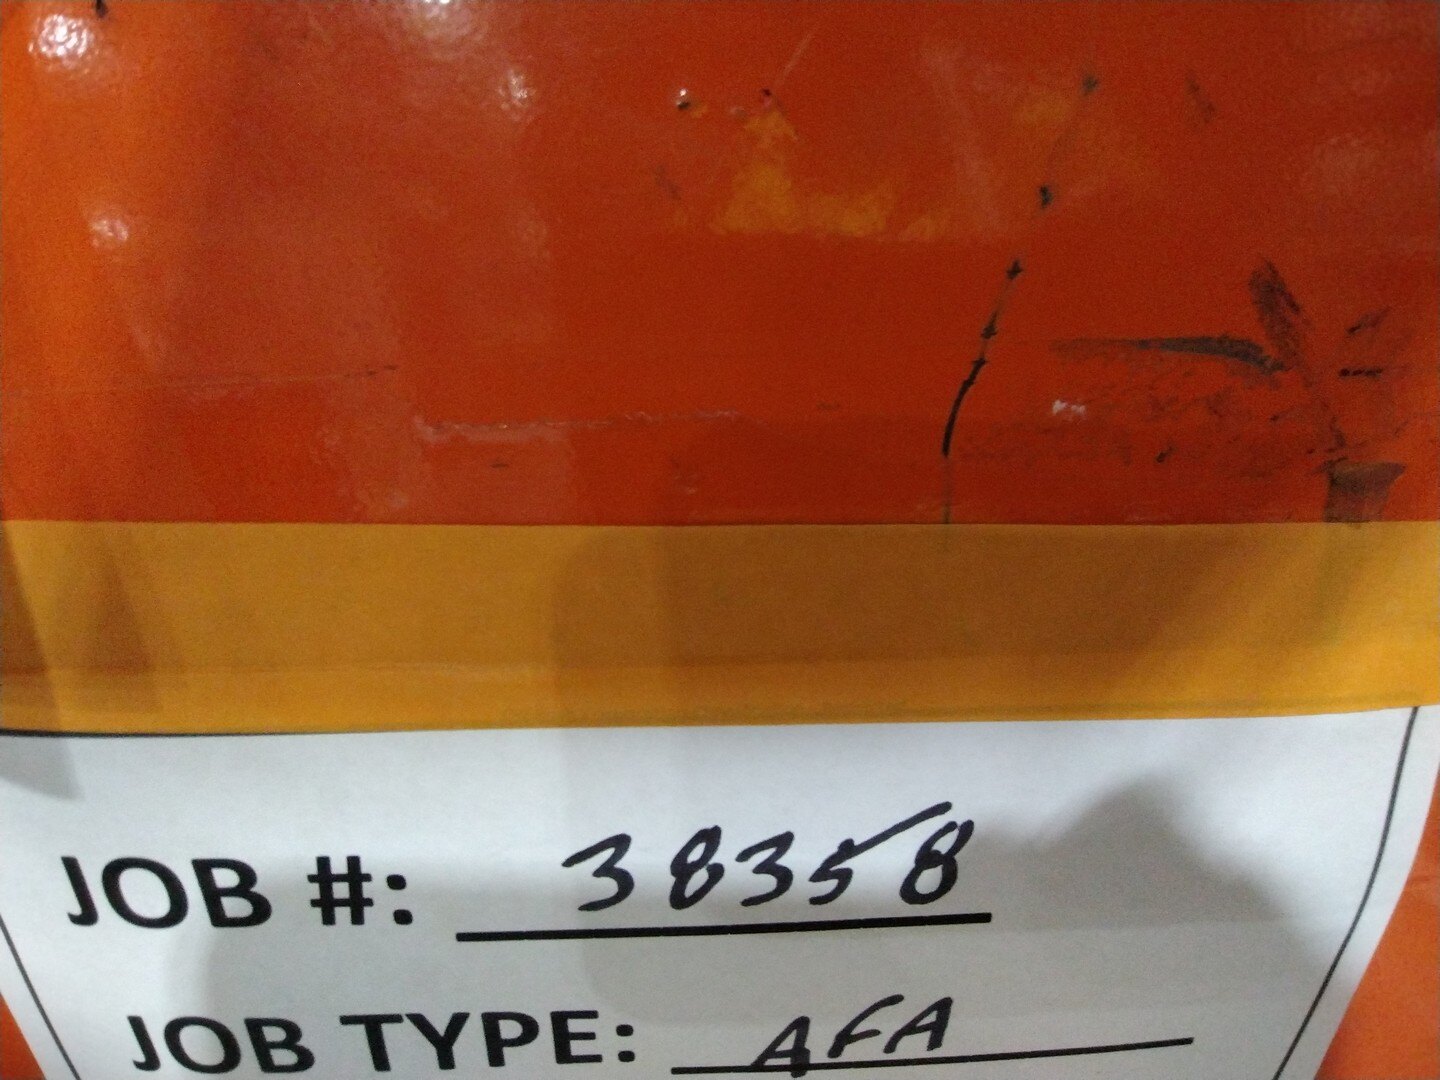 JOB #: 38358
JOB TYPE: AFA